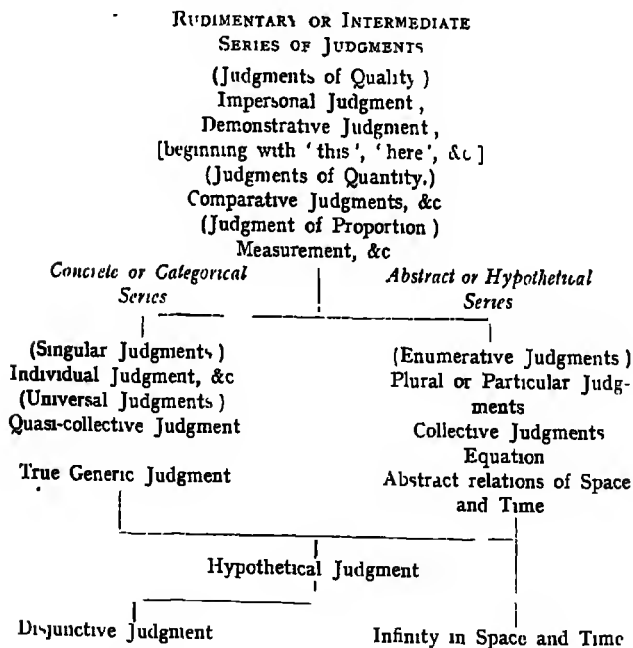 RUDIMENTARY OR INTERMEDIATE
SERIES OF JUDGMENTS
(Judgments of Quality )
Impersonal Judgment ,
Demonstrative Judgment ,
[beginning with ‘ this ’, ‘ here ’, &c ]
(Judgments of Quantity.)
Comparative Judgments, &c
(Judgment of Proportion )
Measurement, &c
Concrete or Categorical
Series
Abstract or Hypothetical
Series
(Singular Judgments )
Individual Judgment, &c
(Universal Judgments )
Quasi-collective Judgment
True Generic Judgment
(Enumerative Judgments )
Plural or Particular Judg-
ments
Collective Judgments
Equation
Abstract relations of Space
and Time
Hypothetical Judgment
Disjunctive Judgment
Infinity in Space and Time